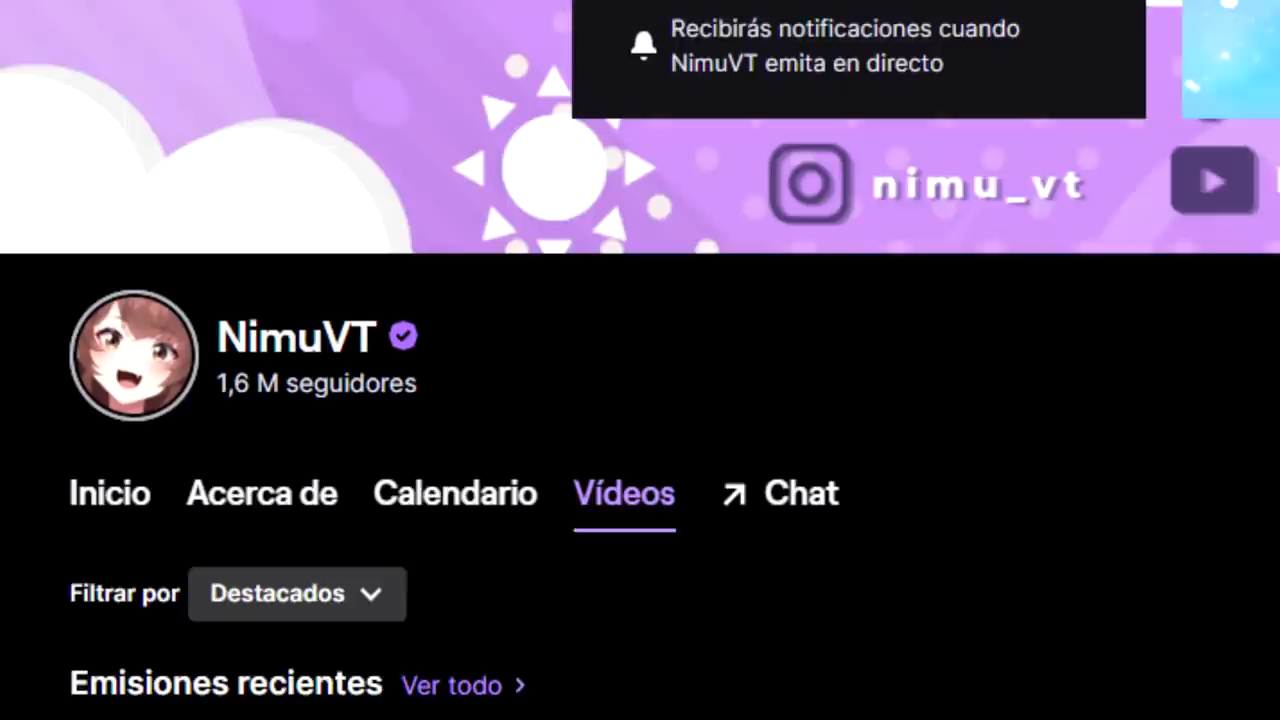 Recibirás notificaciones cuando
NimuVT emita en directo
nimu_vt
NimuVT
1,6 M seguidores
Inicio Acerca de Calendario Vídeos Chat
Filtrar por Destacados
Emisiones recientes Ver todo